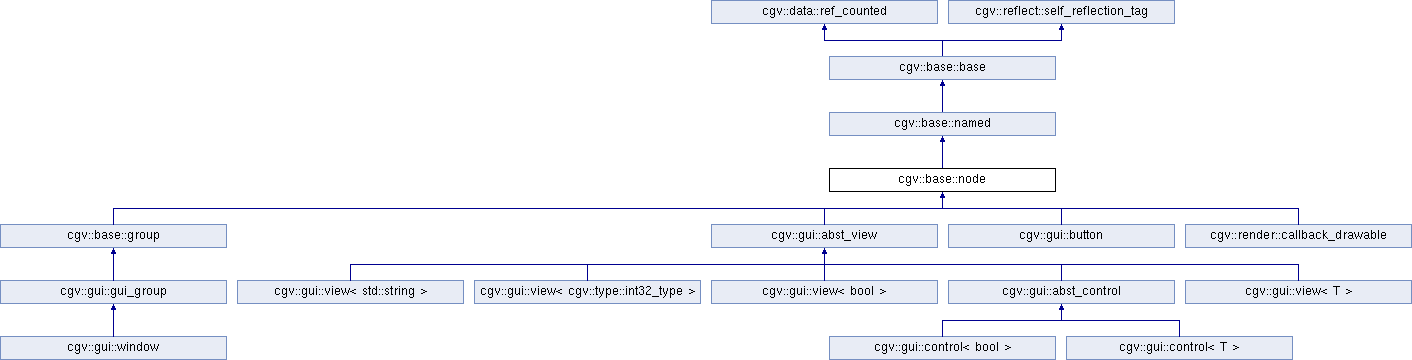 cgv::data::ref_counted
cgv::reflect::self_reflection_tag
cgv::base::base
cgv::base::named
cgv::base::node
cgv::base::group
cgv::gui::abst_view
cgv::gui::button
cgv::render::callback_drawable
cgv::gui::gui_group
cgv::gui::view< std::string >
cgv::gui::view< cgv::type::int32_type >
cgv::gui::view< bool >
cgv::gui::abst_control
cgv::gui::view< T >
cgv::gui::window
cgv::gui::control< bool >
cgv::gui::control< T >